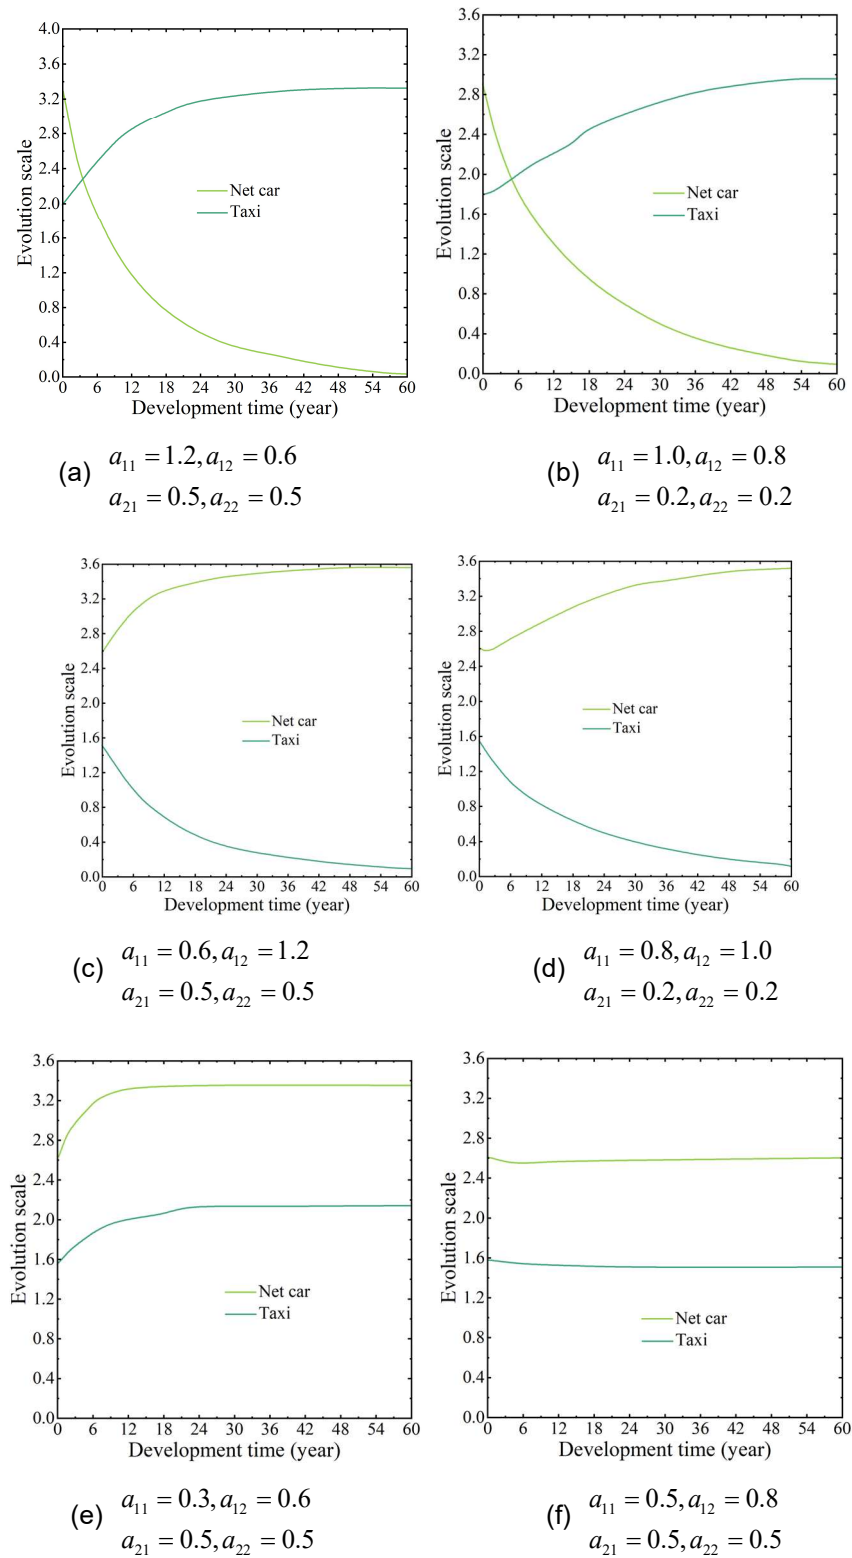 4.0
3.6
3.2
2.8
2.4
2.0
1.6
1.2
0.8
0.4
0.0
Evolution scale
Net car
Taxi
0 6 12 18 24 30 36 42 48 54 60
Development time (year)
(a) a₁₁ = 1.2, a₁₂ = 0.6
a₂₁ = 0.5, a₂₂ = 0.5
3.6
3.2
2.8
2.4
2.0
1.6
1.2
0.8
0.4
0.0
Evolution scale
Net car
Taxi
0 6 12 18 24 30 36 42 48 54 60
Development time (year)
(b) a₁₁ = 1.0, a₁₂ = 0.8
a₂₁ = 0.2, a₂₂ = 0.2
3.6
3.2
2.8
2.4
2.0
1.6
1.2
0.8
0.4
0.0
Evolution scale
Net car
Taxi
0 6 12 18 24 30 36 42 48 54 60
Development time (year)
(c) a₁₁ = 0.6, a₁₂ = 1.2
a₂₁ = 0.5, a₂₂ = 0.5
3.6
3.2
2.8
2.4
2.0
1.6
1.2
0.8
0.4
0.0
Evolution scale
Net car
Taxi
0 6 12 18 24 30 36 42 48 54 60
Development time (year)
(d) a₁₁ = 0.8, a₁₂ = 1.0
a₂₁ = 0.2, a₂₂ = 0.2
3.6
3.2
2.8
2.4
2.0
1.6
1.2
0.8
0.4
0.0
Evolution scale
Net car
Taxi
0 6 12 18 24 30 36 42 48 54 60
Development time (year)
(e) a₁₁ = 0.3, a₁₂ = 0.6
a₂₁ = 0.5, a₂₂ = 0.5
3.6
3.2
2.8
2.4
2.0
1.6
1.2
0.8
0.4
0.0
Evolution scale
Net car
Taxi
0 6 12 18 24 30 36 42 48 54 60
Development time (year)
(f) a₁₁ = 0.5, a₁₂ = 0.8
a₂₁ = 0.5, a₂₂ = 0.5